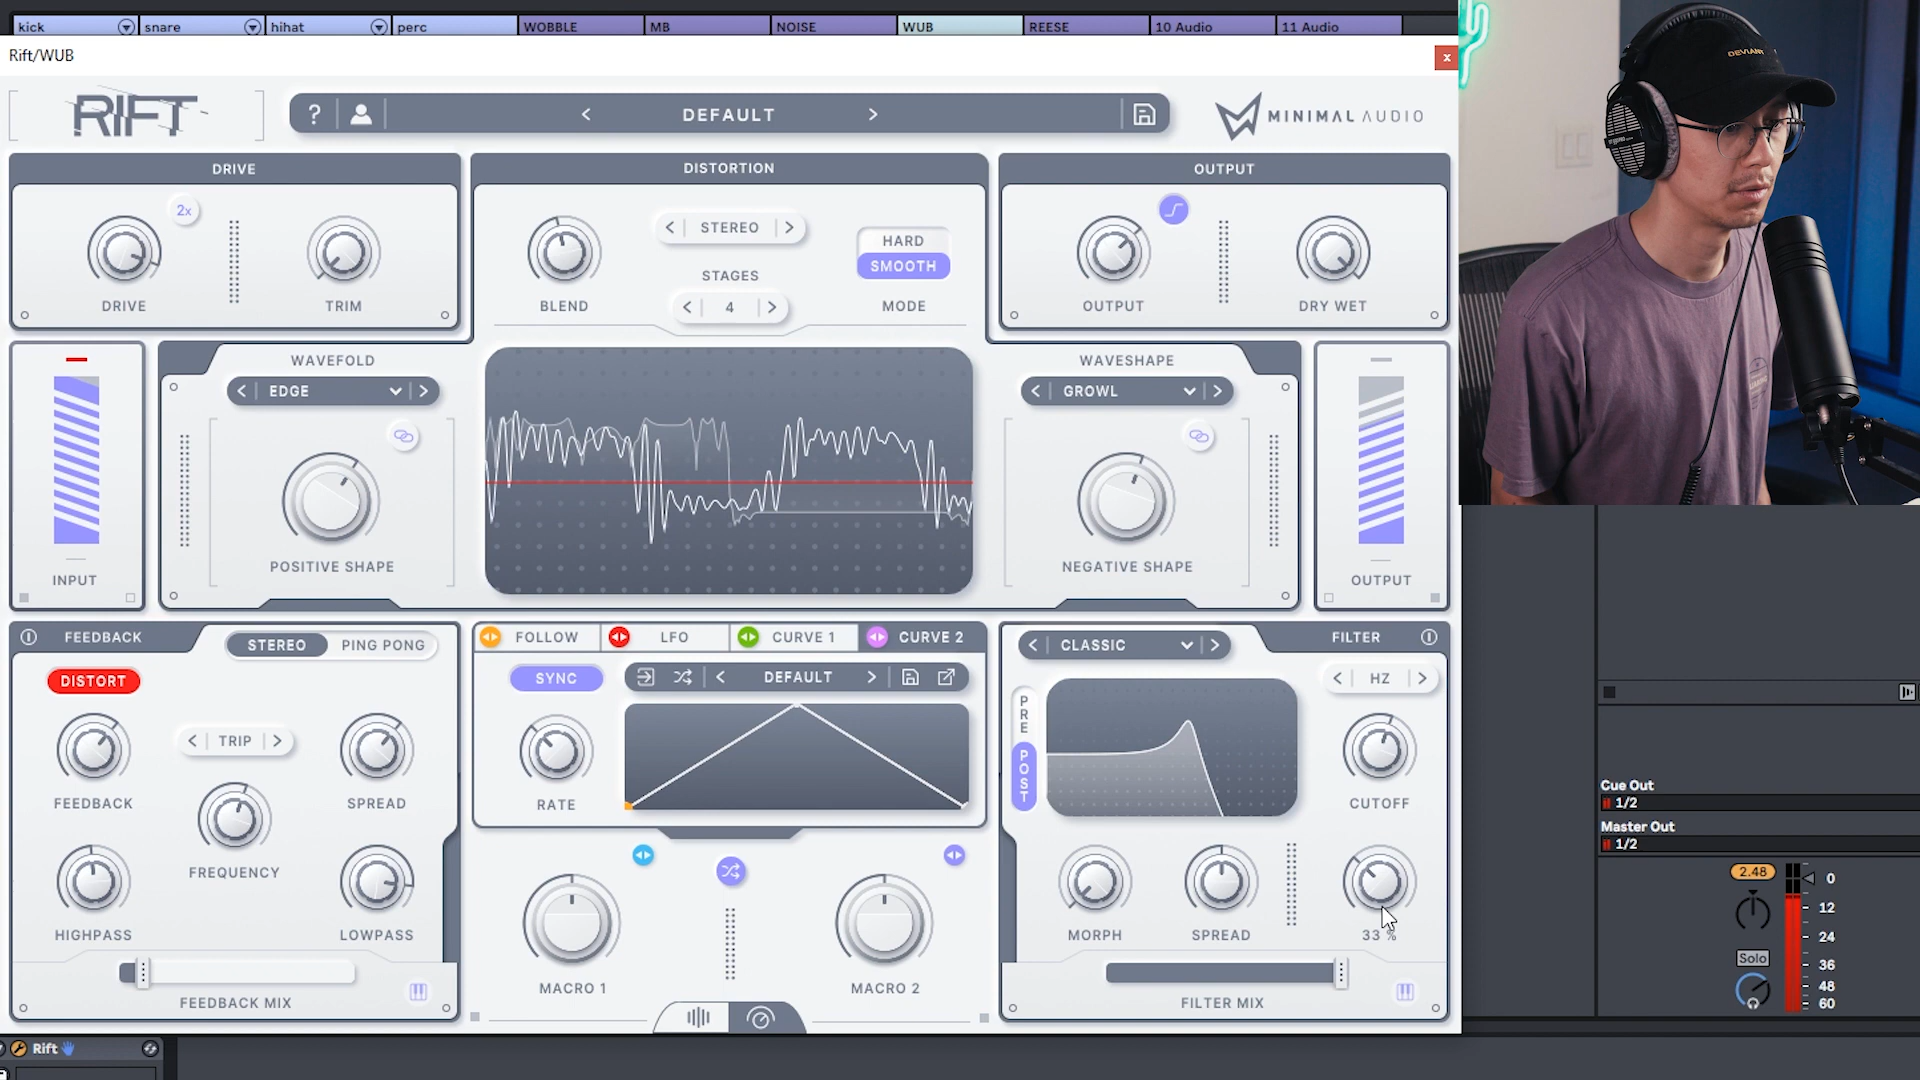 kick
snare
hihat
perc
WOBBLE
MB
NOISE
WUB
REESE
10 Audio
11 Audio
Rift/WUB
x
RIFT
?
DEFAULT
MINIMAL AUDIO
DEVIANT
DRIVE
2x
DRIVE
TRIM
DISTORTION
BLEND
STEREO
STAGES
4
HARD
SMOOTH
MODE
OUTPUT
OUTPUT
DRY WET
INPUT
WAVEFOLD
EDGE
POSITIVE SHAPE
WAVESHAPE
GROWL
NEGATIVE SHAPE
OUTPUT
FEEDBACK
STEREO
PING PONG
DISTORT
FEEDBACK
TRIP
SPREAD
FREQUENCY
HIGHPASS
LOWPASS
FEEDBACK MIX
FOLLOW
LFO
CURVE 1
CURVE 2
SYNC
DEFAULT
RATE
MACRO 1
MACRO 2
CLASSIC
FILTER
PRE
POST
HZ
CUTOFF
MORPH
SPREAD
33 %
FILTER MIX
Cue Out
1/2
Master Out
1/2
2.48
0
12
24
36
48
60
Solo
Rift